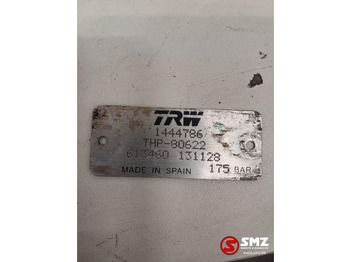 TRW
1444786
THP-80622
613460 131128
MADE IN SPAIN 175 BAR
SMZ